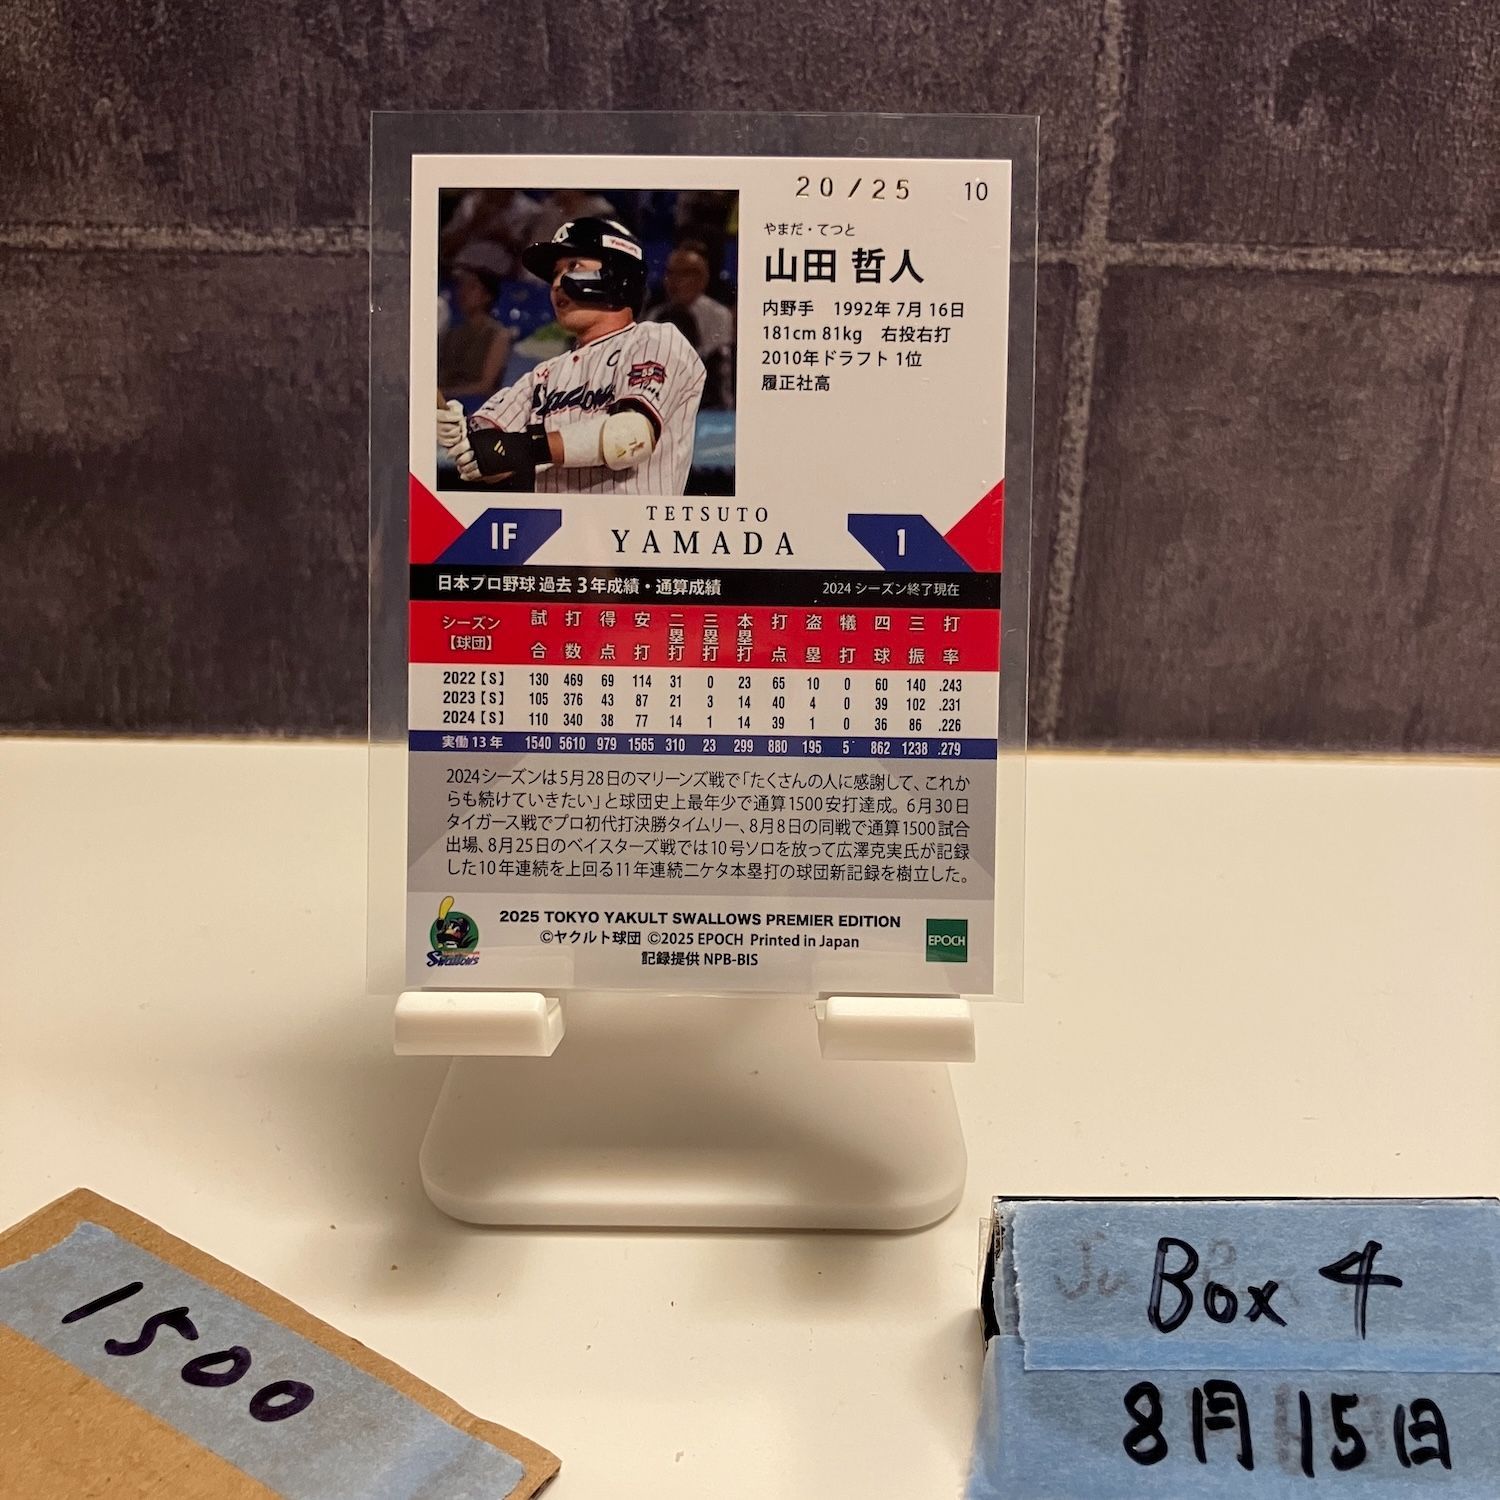 20/25 10
やまだ・てつと
山田 哲人
内野手 1992年7月16日
181cm 81kg 右投右打
2010年ドラフト1位
履正社高
Yakult
C
Swallows
TETSUTO
IF YAMADA 1
日本プロ野球 過去3年成績・通算成績 2024シーズン終了現在
シーズン【球団】 試合 打数 得点 安打 二塁打 三塁打 本塁打 打点 盗塁 犠打 四球 三振 打率
2022【S】 130 469 69 114 31 0 23 65 10 0 60 140 .243
2023【S】 105 376 43 87 21 3 14 40 4 0 39 102 .231
2024【S】 110 340 38 77 14 1 14 39 1 0 36 86 .226
実働13年 1540 5610 979 1565 310 23 299 880 195 5 862 1238 .279
2024シーズンは5月28日のマリーンズ戦で「たくさんの人に感謝して、これか
らも続けていきたい」と球団史上最年少で通算1500安打達成。6月30日
タイガース戦でプロ初代打決勝タイムリー、8月8日の同戦で通算1500試合
出場、8月25日のベイスターズ戦では10号ソロを放って広澤克実氏が記録
した10年連続を上回る11年連続二ケタ本塁打の球団新記録を樹立した。
2025 TOKYO YAKULT SWALLOWS PREMIER EDITION
©ヤクルト球団 ©2025 EPOCH Printed in Japan
記録提供 NPB-BIS
Swallows
EPOCH
1500
Box 4
8月15日